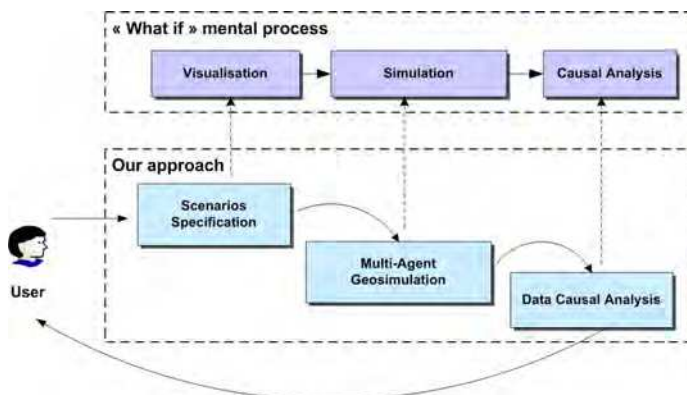 « What if » mental process
Visualisation
Simulation
Causal Analysis
Our approach
Scenarios
Specification
User
Multi-Agent
Geosimulation
Data Causal Analysis